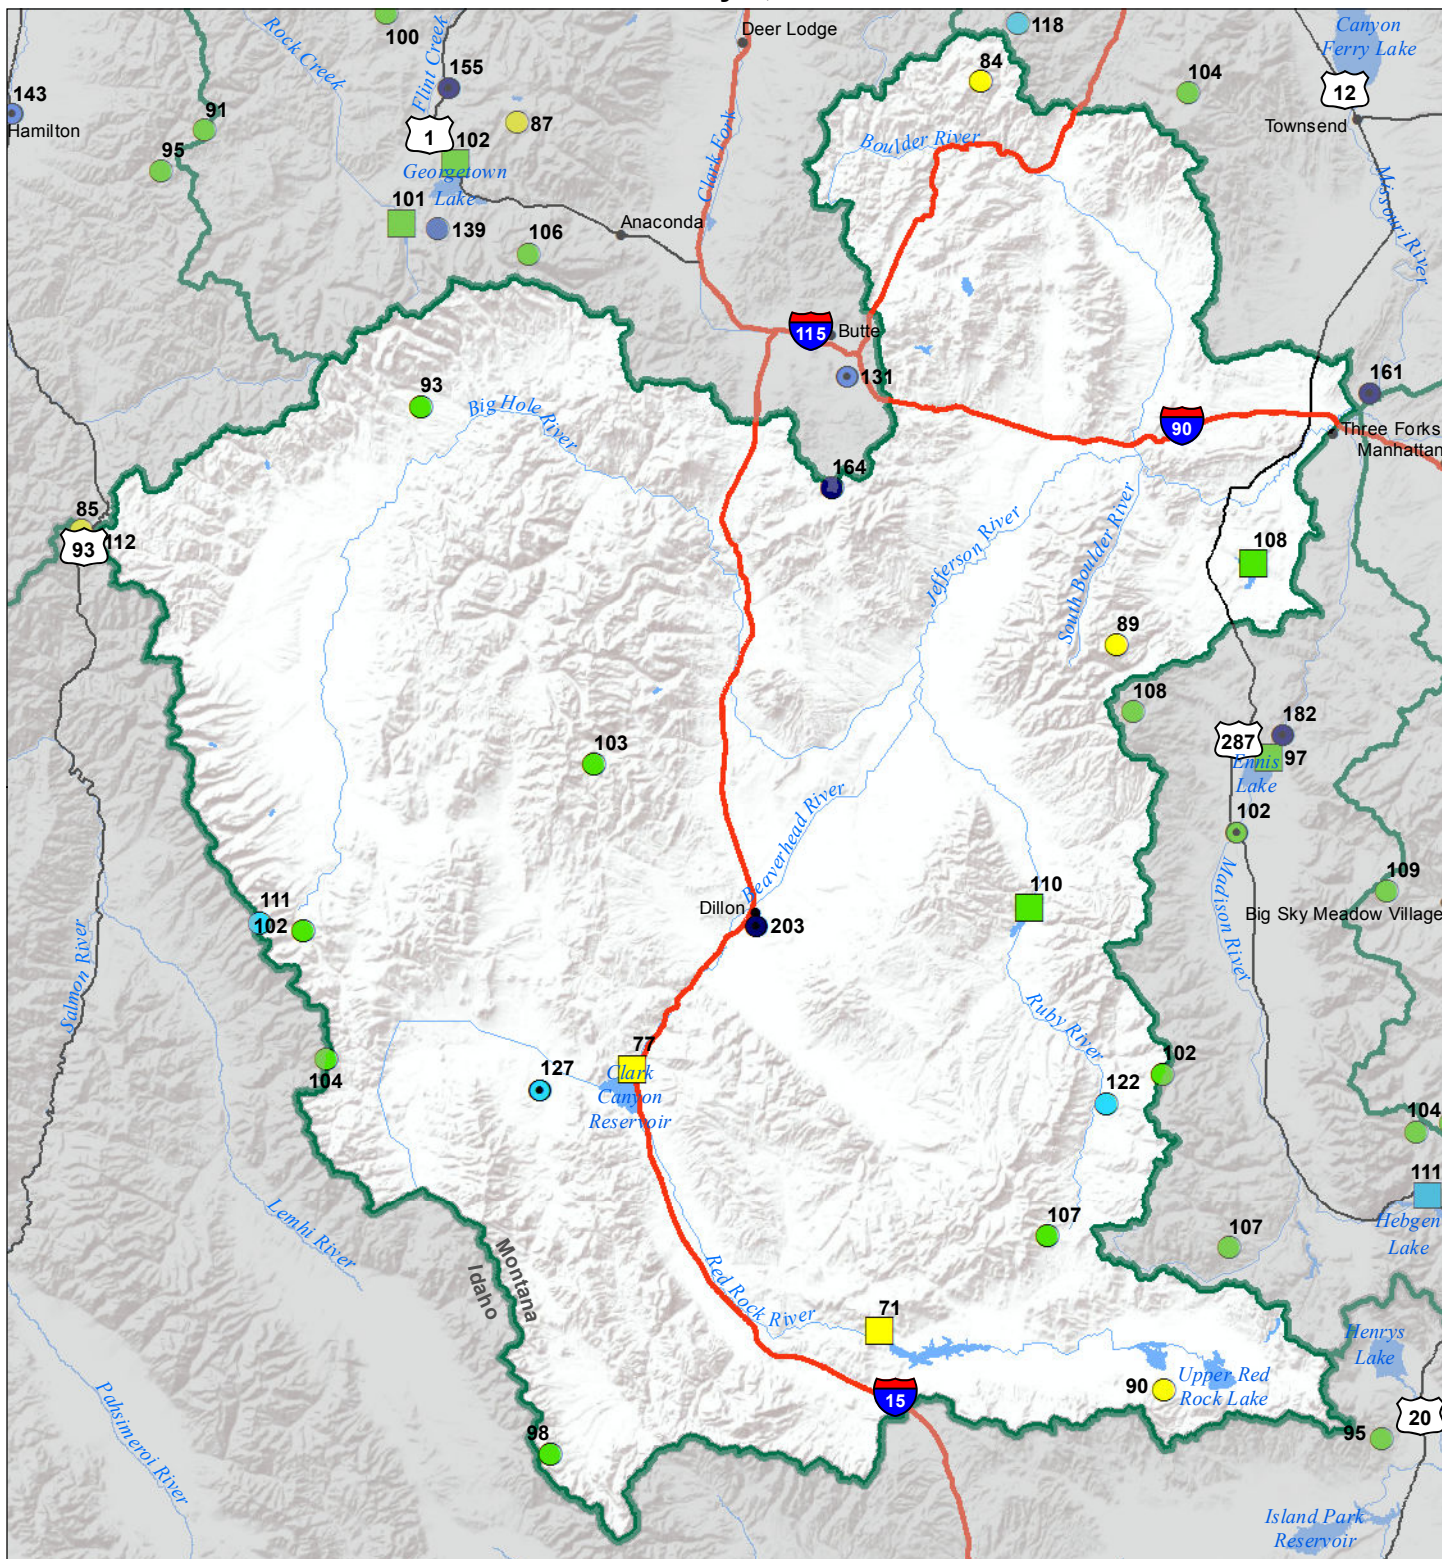 Deer Lodge
118
Canyon
Ferry Lake
100
Rock Creek
Flint Creek
155
84
104
12
143
Hamilton
91
87
Townsend
1
102
95
Boulder River
Clark Fork
Georgetown
Lake
101
139
106
Anaconda
Missouri River
115
Butte
131
161
93
Big Hole River
90
Three Forks
Manhattan
164
85
93
112
Jefferson River
South Boulder River
108
89
108
182
287
97
Ennis
Lake
103
102
Beaverhead River
Madison River
109
111
102
Dillon
203
110
Big Sky Meadow Village
Salmon River
Ruby River
77
Clark
Canyon
Reservoir
127
104
102
122
104
111
Hebgen
Lake
Lemhi River
Montana
Idaho
107
107
Red Rock River
71
Henrys
Lake
Upper Red
Rock Lake
90
15
20
Pahsimeroi River
98
95
Island Park
Reservoir